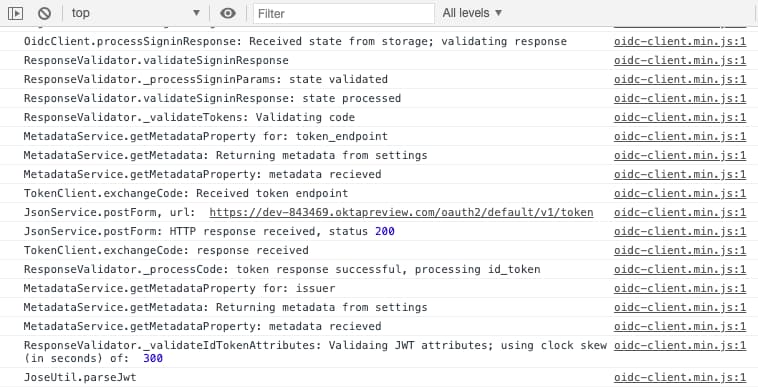 top ▼ Filter All levels ▼
OidcClient.processSigninResponse: Received state from storage; validating response oidc-client.min.js:1
ResponseValidator.validateSigninResponse oidc-client.min.js:1
ResponseValidator._processSigninParams: state validated oidc-client.min.js:1
ResponseValidator.validateSigninResponse: state processed oidc-client.min.js:1
ResponseValidator._validateTokens: Validating code oidc-client.min.js:1
MetadataService.getMetadataProperty for: token_endpoint oidc-client.min.js:1
MetadataService.getMetadata: Returning metadata from settings oidc-client.min.js:1
MetadataService.getMetadataProperty: metadata recieved oidc-client.min.js:1
TokenClient.exchangeCode: Received token endpoint oidc-client.min.js:1
JsonService.postForm, url: https://dev-843469.oktapreview.com/oauth2/default/v1/token oidc-client.min.js:1
JsonService.postForm: HTTP response received, status 200 oidc-client.min.js:1
TokenClient.exchangeCode: response received oidc-client.min.js:1
ResponseValidator._processCode: token response successful, processing id_token oidc-client.min.js:1
MetadataService.getMetadataProperty for: issuer oidc-client.min.js:1
MetadataService.getMetadata: Returning metadata from settings oidc-client.min.js:1
MetadataService.getMetadataProperty: metadata recieved oidc-client.min.js:1
ResponseValidator._validateIdTokenAttributes: Validaing JWT attributes; using clock skew oidc-client.min.js:1
(in seconds) of: 300
JoseUtil.parseJwt oidc-client.min.js:1